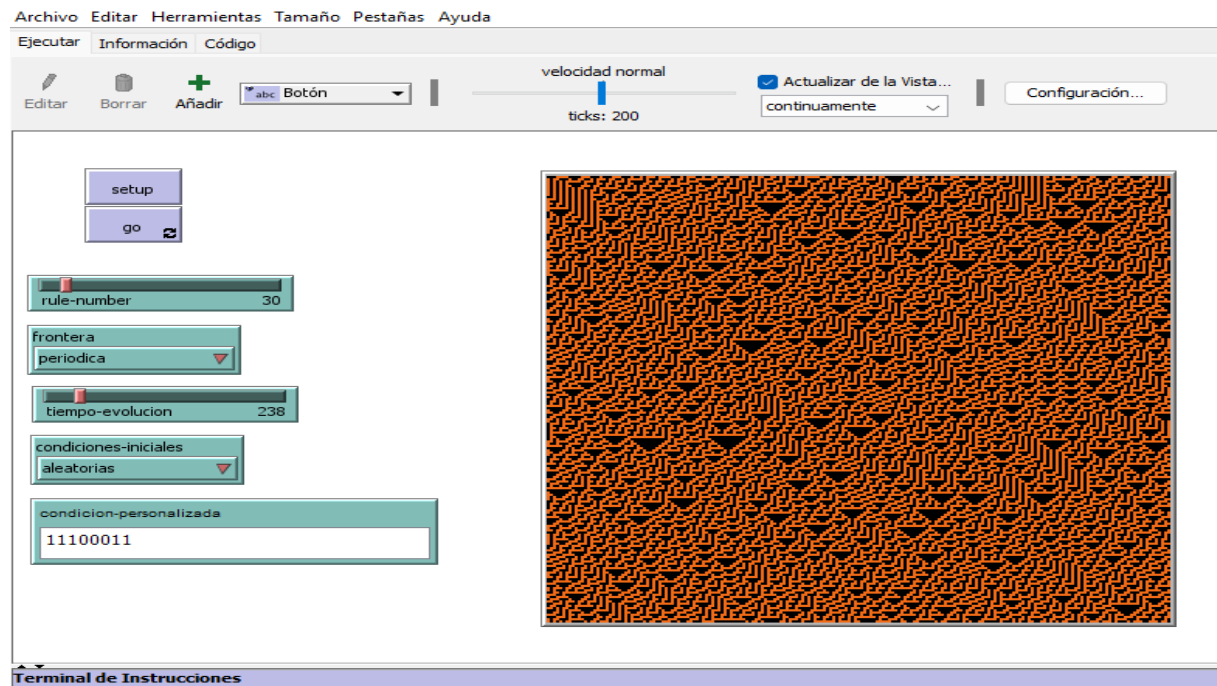 Archivo Editar Herramientas Tamaño Pestañas Ayuda
Ejecutar Información Código
Editar Borrar Añadir abc Botón velocidad normal ticks: 200 Actualizar de la Vista... continuamente Configuración...
setup
go
rule-number 30
frontera
periodica
tiempo-evolucion 238
condiciones-iniciales
aleatorias
condicion-personalizada
11100011
Terminal de Instrucciones